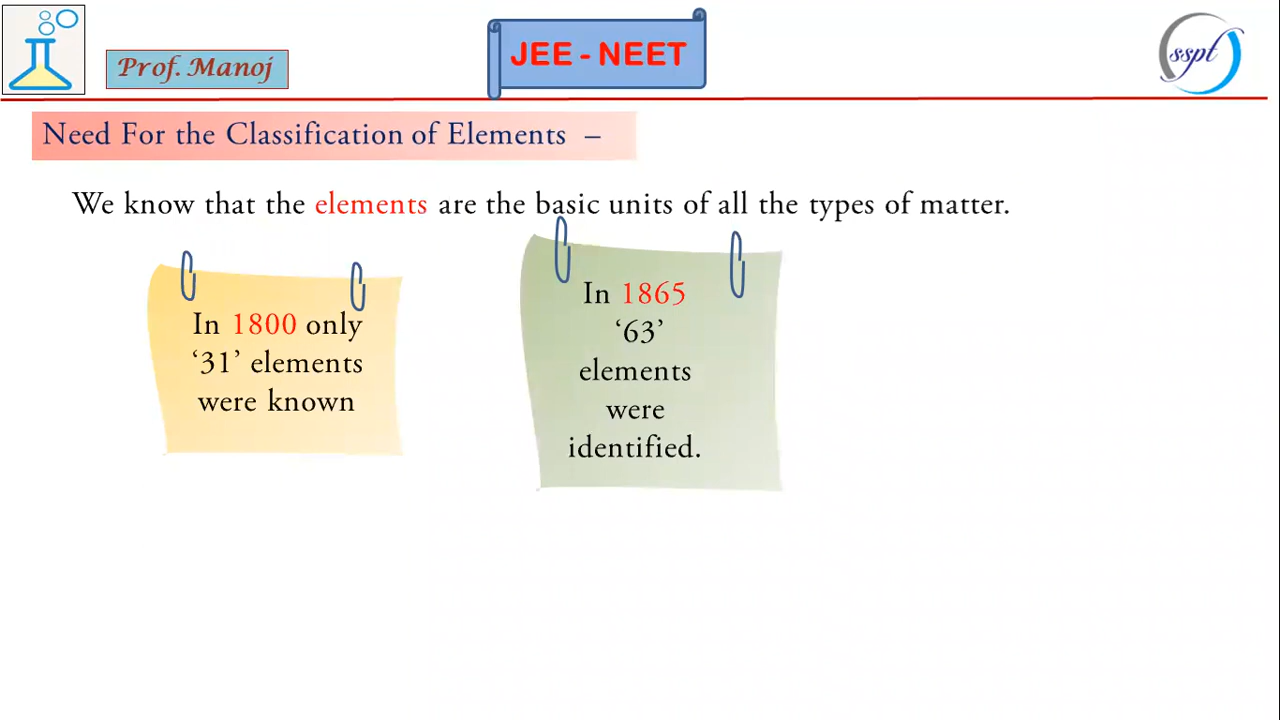 Prof. Manoj
JEE - NEET
sspt
Need For the Classification of Elements –
We know that the elements are the basic units of all the types of matter.
In 1800 only
‘31’ elements
were known
In 1865
‘63’
elements
were
identified.